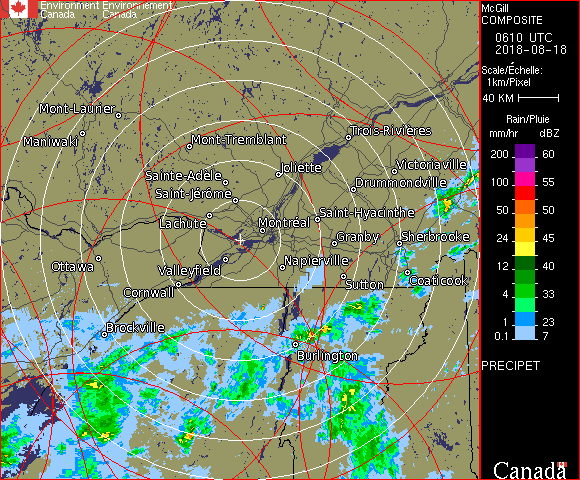 Environment Environnement
Canada Canada
McGill
COMPOSITE
0610 UTC
2018-08-18
Scale/Échelle:
1km/Pixel
40 KM
Rain/Pluie
mm/hr dBZ
200 60
100 55
50 50
24 45
12 40
4 33
1 23
0.1 7
PRECIPET
Canada
Mont-Laurier
Maniwaki
Mont-Tremblant
Trois-Rivières
Sainte-Adèle
Joliette
Victoriaville
Saint-Jérôme
Drummondville
Lachute
Montréal
Saint-Hyacinthe
Granby
Sherbrooke
Ottawa
Valleyfield
Napierville
Cornwall
Sutton
Coaticook
Brockville
Burlington